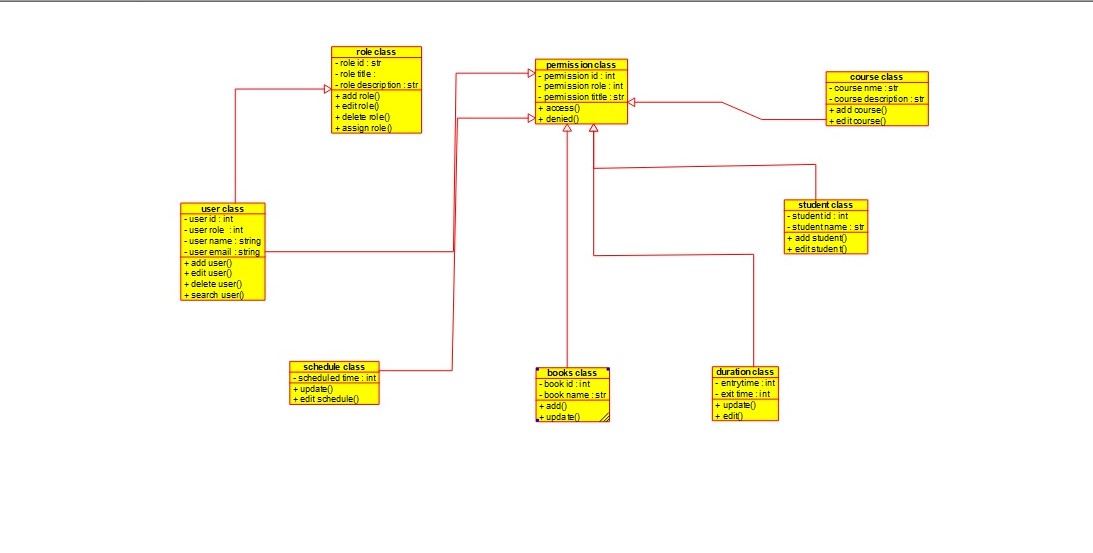 role class
- role id : str
- role title :
- role description : str
+ add role()
+ edit role()
+ delete role()
+ assign role()
permission class
- permission id : int
- permission role : int
- permission tittle : str
+ access()
+ denied()
course class
- course nme : str
- course description : str
+ add course()
+ edit course()
user class
- user id : int
- user role : int
- user name : string
- user email : string
+ add user()
+ edit user()
+ delete user()
+ search user()
student class
- student id : int
- student name : str
+ add student()
+ edit student()
schedule class
- scheduled time : int
+ update()
+ edit schedule()
books class
- book id : int
- book name : str
+ add()
+ update()
duration class
- entrytime : int
- exit time : int
+ update()
+ edit()